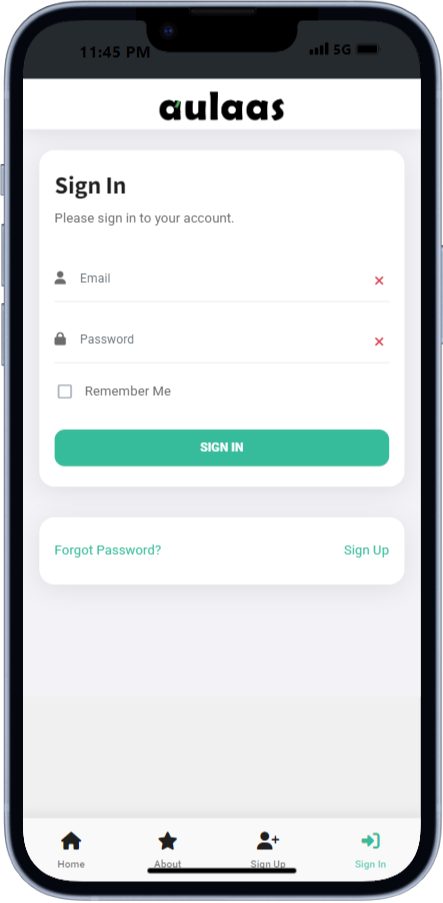 11:45 PM
5G
aulaas
Sign In
Please sign in to your account.
Email
Password
Remember Me
SIGN IN
Forgot Password?
Sign Up
Home
About
Sign Up
Sign In